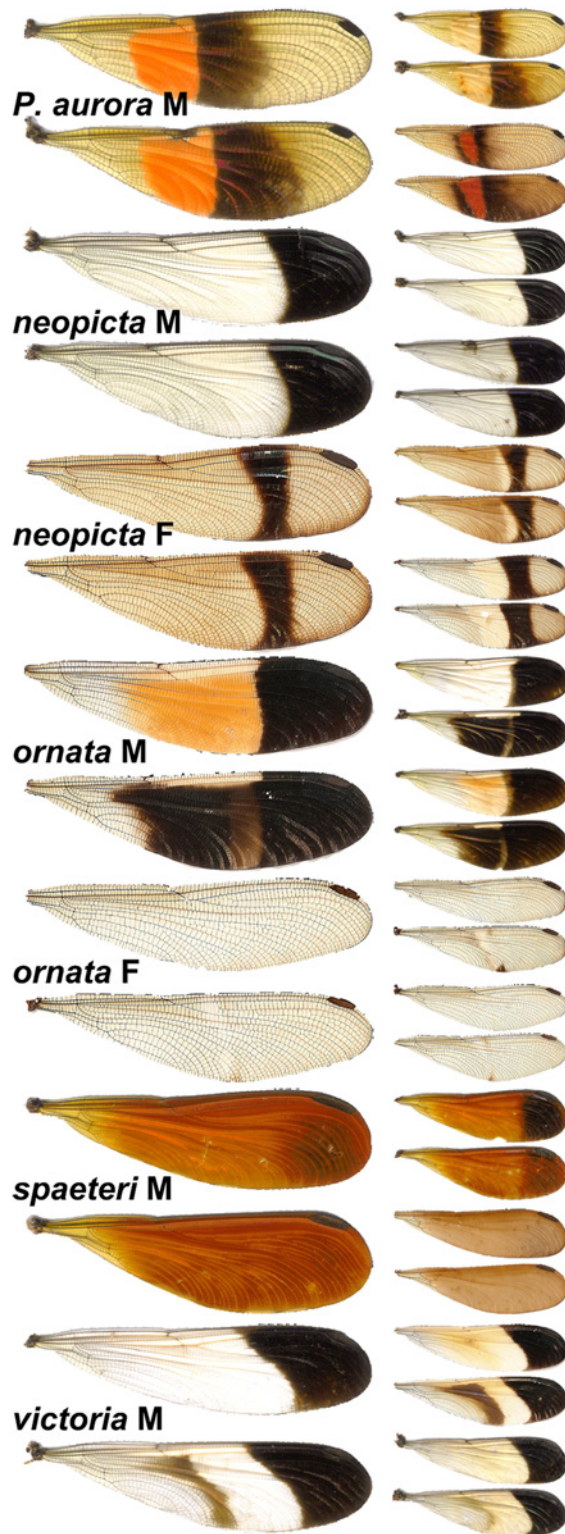 P. aurora M
neopicta M
neopicta F
ornata M
ornata F
spaeteri M
victoria M